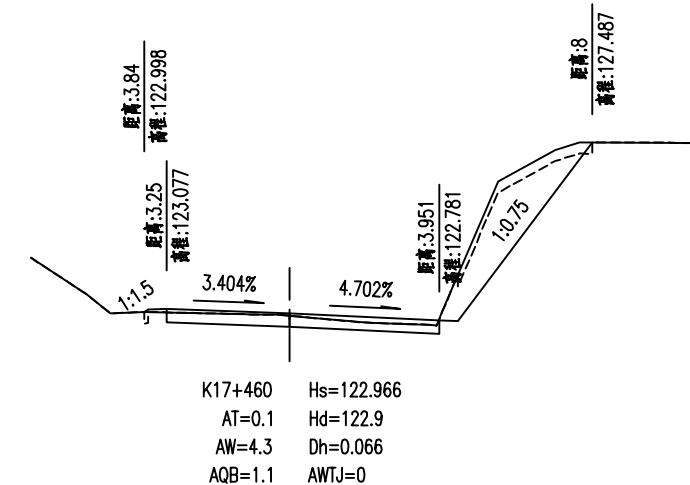 距离:3.84
高程:122.998
距离:8
高程:127.487
距离:3.25
高程:123.077
距离:3.951
高程:122.781
1:0.75
1:1.5
3.404%
4.702%
K17+460 Hs=122.966
AT=0.1 Hd=122.9
AW=4.3 Dh=0.066
AQB=1.1 AWTJ=0